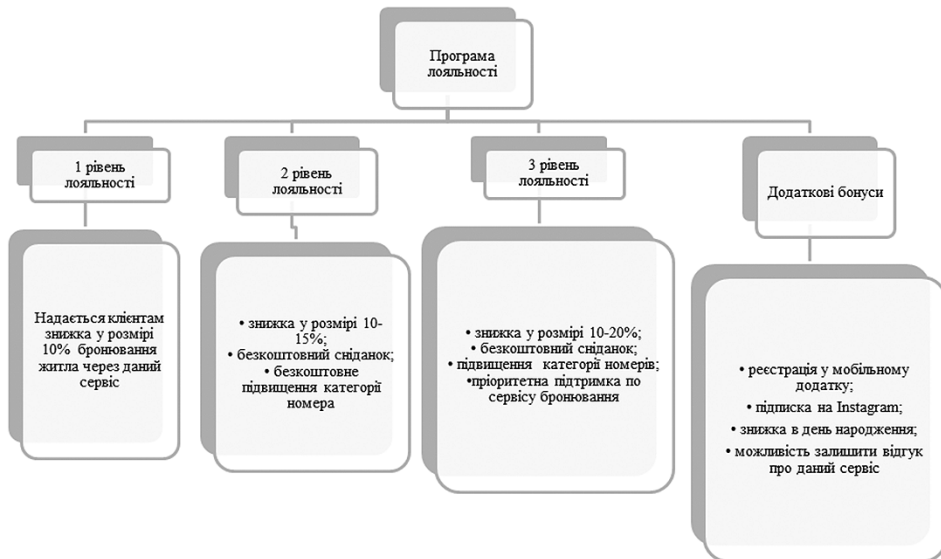 Програма
лояльності
1 рівень
лояльності
Надається клієнтам
знижка у розмірі
10% бронювання
житла через даний
сервіс
2 рівень
лояльності
• знижка у розмірі 10-
15%;
• безкоштовний сніданок;
• безкоштовне
підвищення категорії
номера
3 рівень
лояльності
• знижка у розмірі 10-20%;
• безкоштовний сніданок;
• підвищення категорії номерів;
•пріоритетна підтримка по
сервісу бронювання
Додаткові бонуси
• реєстрація у мобільному
додатку;
• підписка на Instagram;
• знижка в день народження;
• можливість залишити відгук
про даний сервіс